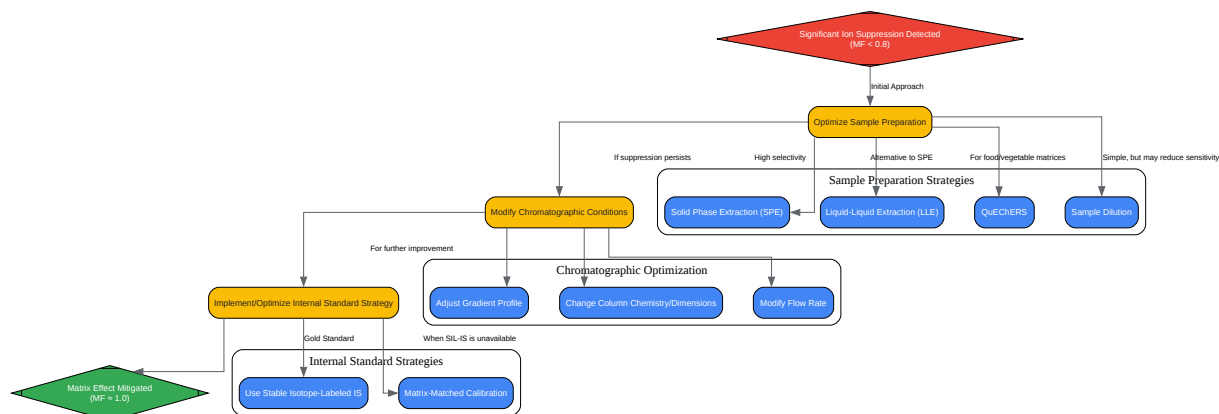 Significant Ion Suppression Detected
(MF < 0.8)
Initial Approach
Optimize Sample Preparation
If suppression persists
High selectivity
Alternative to SPE
For food/vegetable matrices
Simple, but may reduce sensitivity
Sample Preparation Strategies
Solid Phase Extraction (SPE)
Liquid-Liquid Extraction (LLE)
QuEChERS
Sample Dilution
Modify Chromatographic Conditions
For further improvement
Chromatographic Optimization
Adjust Gradient Profile
Change Column Chemistry/Dimensions
Modify Flow Rate
Implement/Optimize Internal Standard Strategy
Gold Standard
When SIL-IS is unavailable
Internal Standard Strategies
Use Stable Isotope-Labeled IS
Matrix-Matched Calibration
Matrix Effect Mitigated
(MF ≈ 1.0)